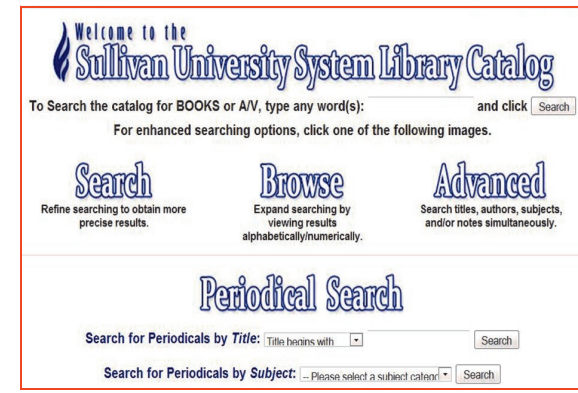 Welcome to the
Sullivan University System Library Catalog
To Search the catalog for BOOKS or A/V, type any word(s): and click Search
For enhanced searching options, click one of the following images.
Search Browse Advanced
Refine searching to obtain more precise results.
Expand searching by viewing results alphabetically/numerically.
Search titles, authors, subjects, and/or notes simultaneously.
Periodical Search
Search for Periodicals by Title: Title begins with Search
Search for Periodicals by Subject: -- Please select a subject Search